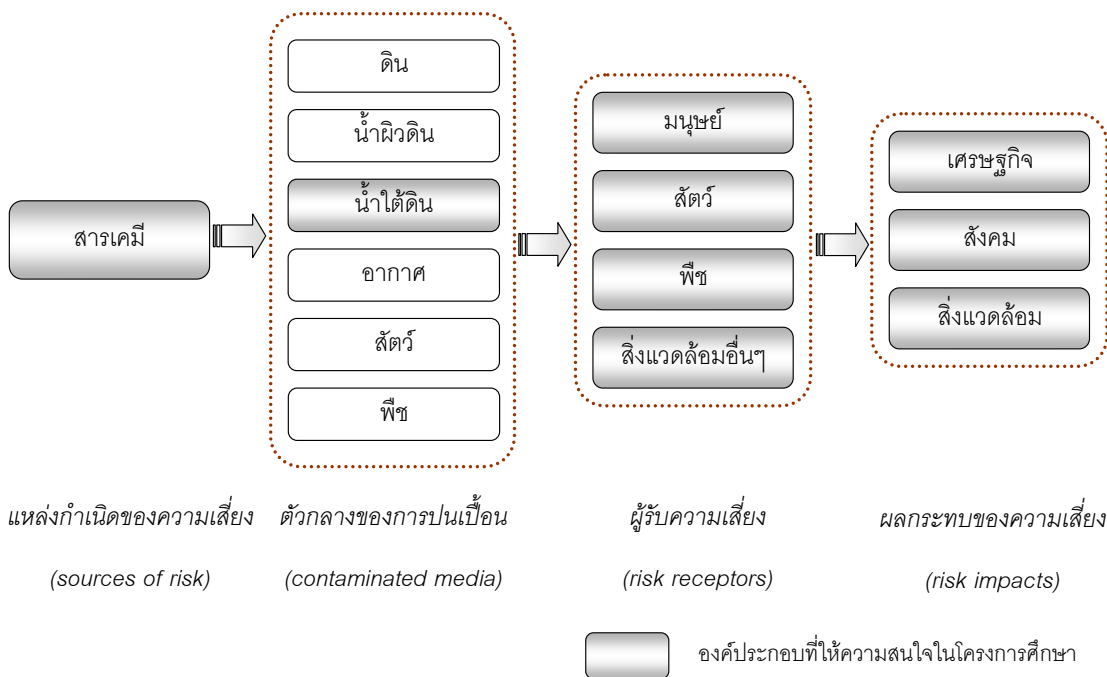 สารเคมี
ดิน
น้ำผิวดิน
น้ำใต้ดิน
อากาศ
สัตว์
พืช
มนุษย์
สัตว์
พืช
สิ่งแวดล้อมอื่นๆ
เศรษฐกิจ
สังคม
สิ่งแวดล้อม
แหล่งกำเนิดของความเสี่ยง
(sources of risk)
ตัวกลางของการปนเปื้อน
(contaminated media)
ผู้รับความเสี่ยง
(risk receptors)
ผลกระทบของความเสี่ยง
(risk impacts)
องค์ประกอบที่ให้ความสนใจในโครงการศึกษา